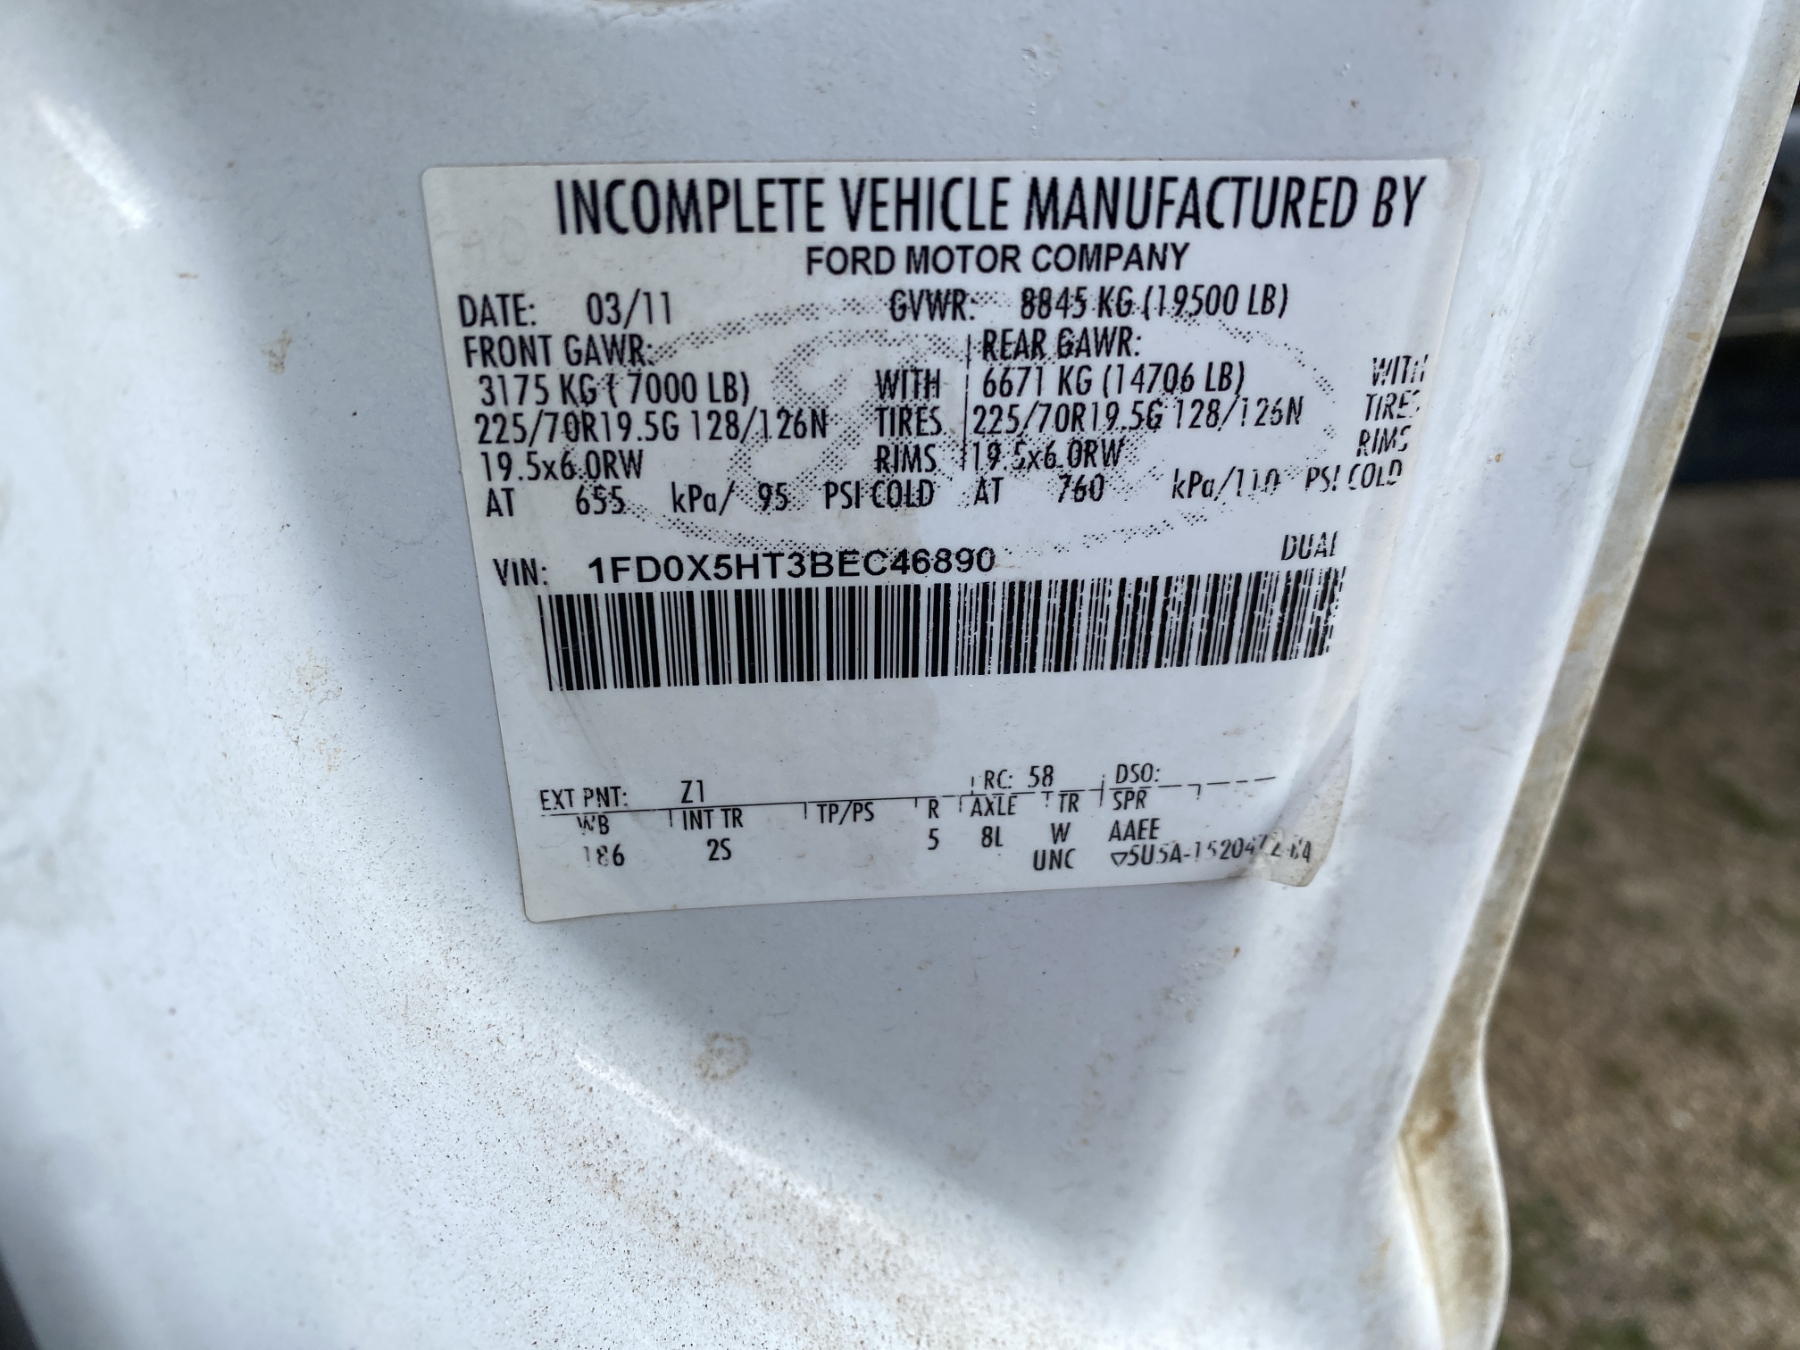 INCOMPLETE VEHICLE MANUFACTURED BY
FORD MOTOR COMPANY
DATE: 03/11 GVWR: 8845 KG (19500 LB)
FRONT GAWR: REAR GAWR:
3175 KG ( 7000 LB) WITH 6671 KG (14706 LB) WITH
225/70R19.5G 128/126N TIRES 225/70R19.5G 128/126N TIRES
19.5x6.0RW RIMS 19.5x6.0RW RIMS
AT 655 kPa/ 95 PSI COLD AT 760 kPa/110 PSI COLD
VIN: 1FD0X5HT3BEC46890 DUAL
EXT PNT: Z1 RC: 58 DSO:
WB INT TR TP/PS R AXLE TR SPR
186 2S 5 8L W AAEE
UNC